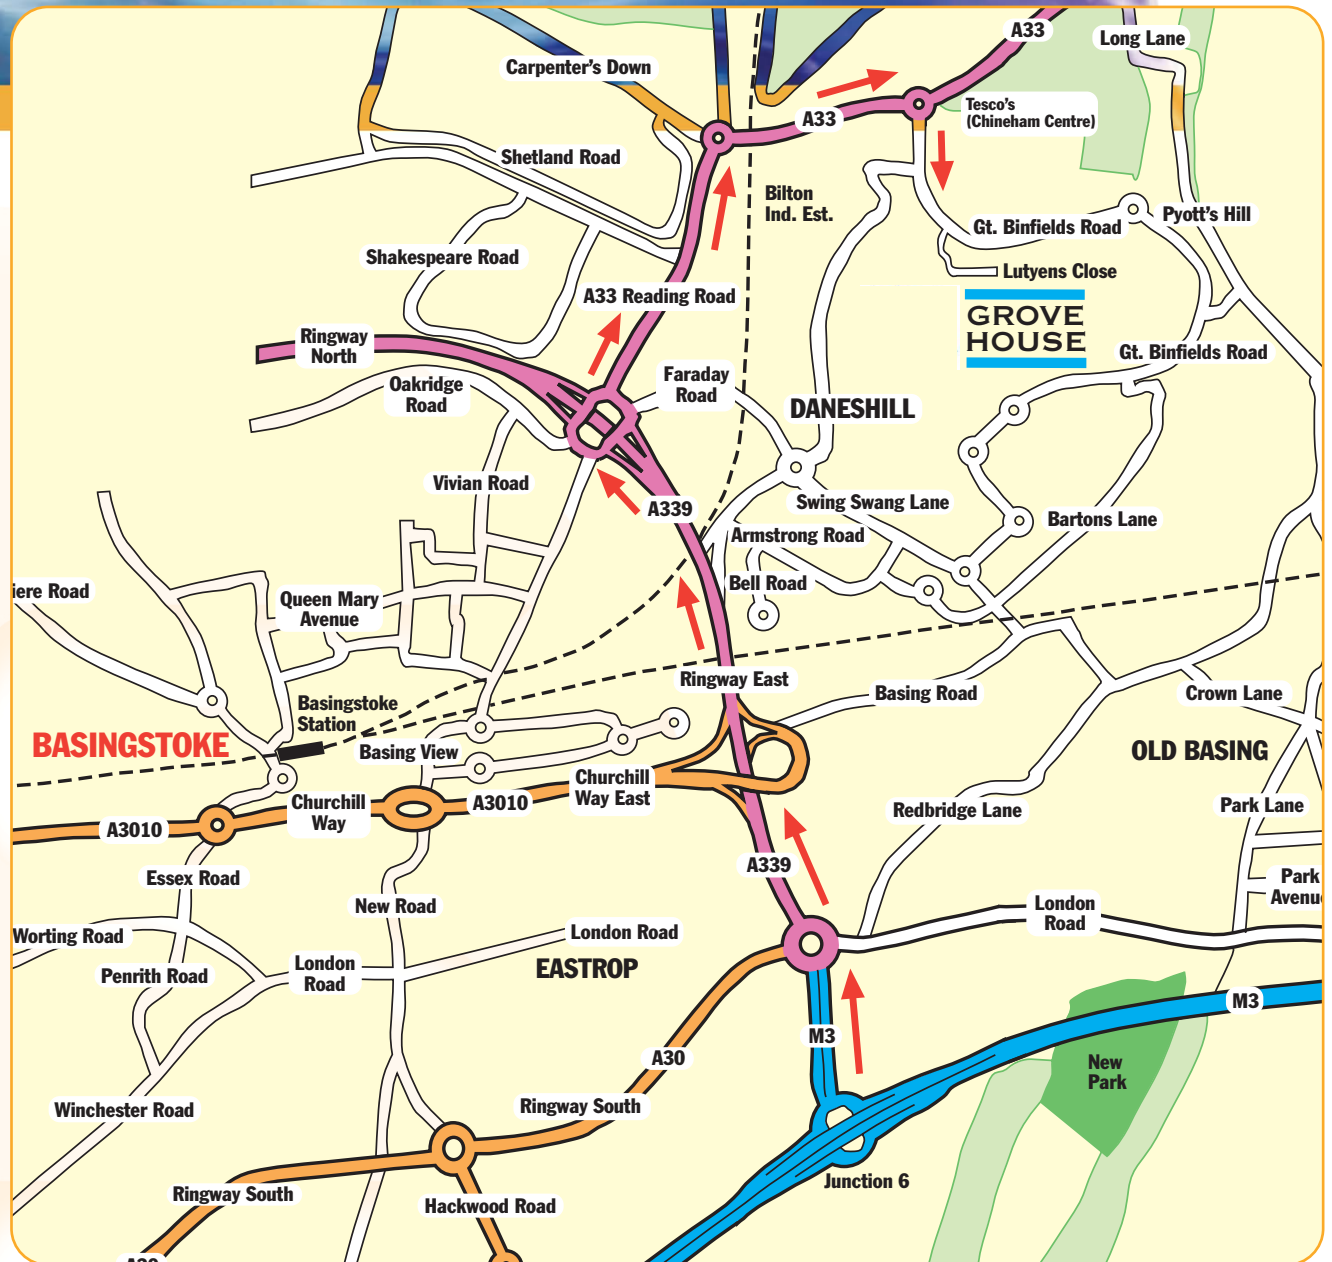 A33
Long Lane
Carpenter's Down
Tesco's
(Chineham Centre)
A33
Shetland Road
Bilton
Ind. Est.
Pyott's Hill
Gt. Binfields Road
Shakespeare Road
Lutyens Close
A33 Reading Road
GROVE
HOUSE
Ringway
North
Gt. Binfields Road
Oakridge
Road
Faraday
Road
DANESHILL
Vivian Road
A339
Swing Swang Lane
Bartons Lane
Armstrong Road
Bell Road
iere Road
Queen Mary
Avenue
Ringway East
Basing Road
Crown Lane
Basingstoke
Station
BASINGSTOKE
Basing View
OLD BASING
Churchill
Way East
Churchill
Way
A3010
A3010
Redbridge Lane
Park Lane
A339
Essex Road
Park
Avenu
New Road
London
Road
Worting Road
London Road
EASTROP
Penrith Road
London
Road
M3
M3
A30
New
Park
Winchester Road
Ringway South
Junction 6
Ringway South
Hackwood Road